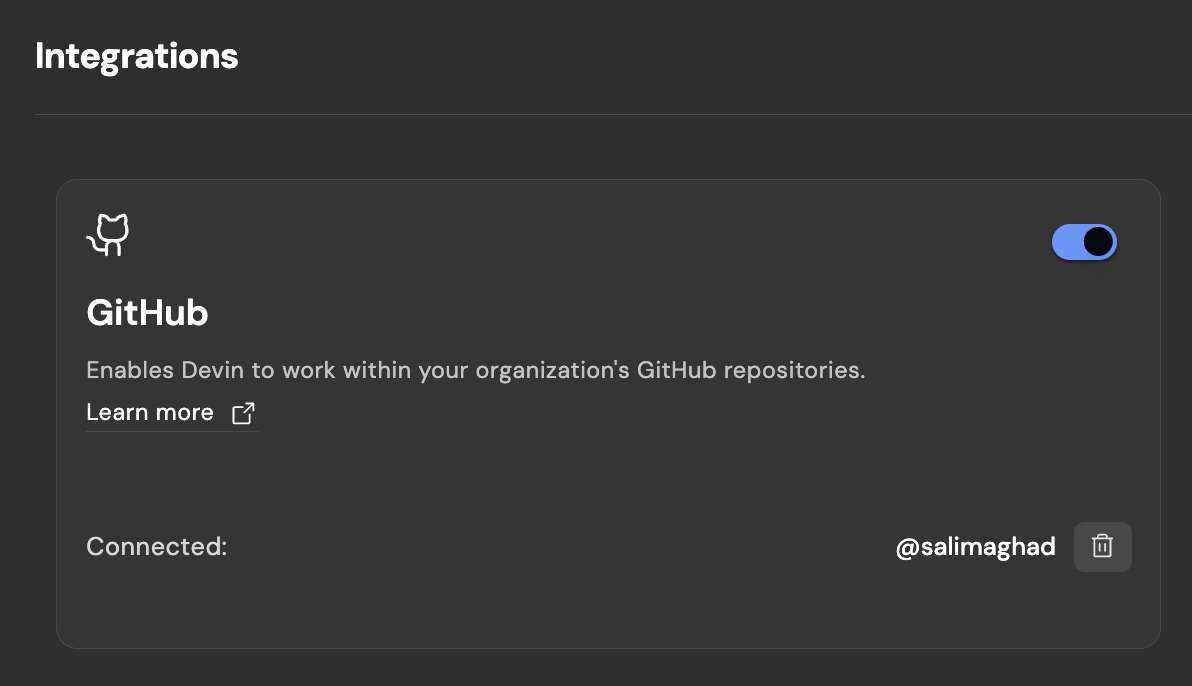 Integrations
GitHub
Enables Devin to work within your organization's GitHub repositories.
Learn more
Connected:
@salimaghad